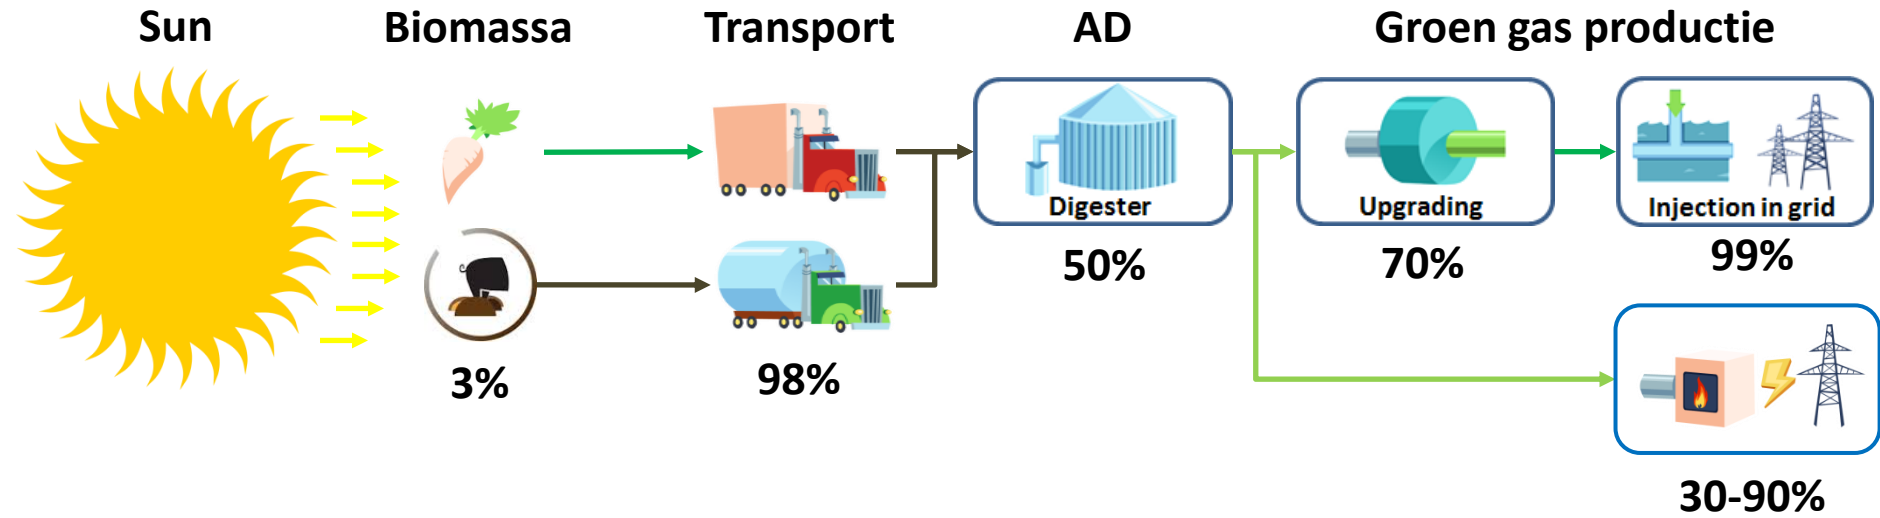 Sun
Biomassa
Transport
AD
Groen gas productie
Digester
Upgrading
Injection in grid
50%
70%
99%
3%
98%
30-90%